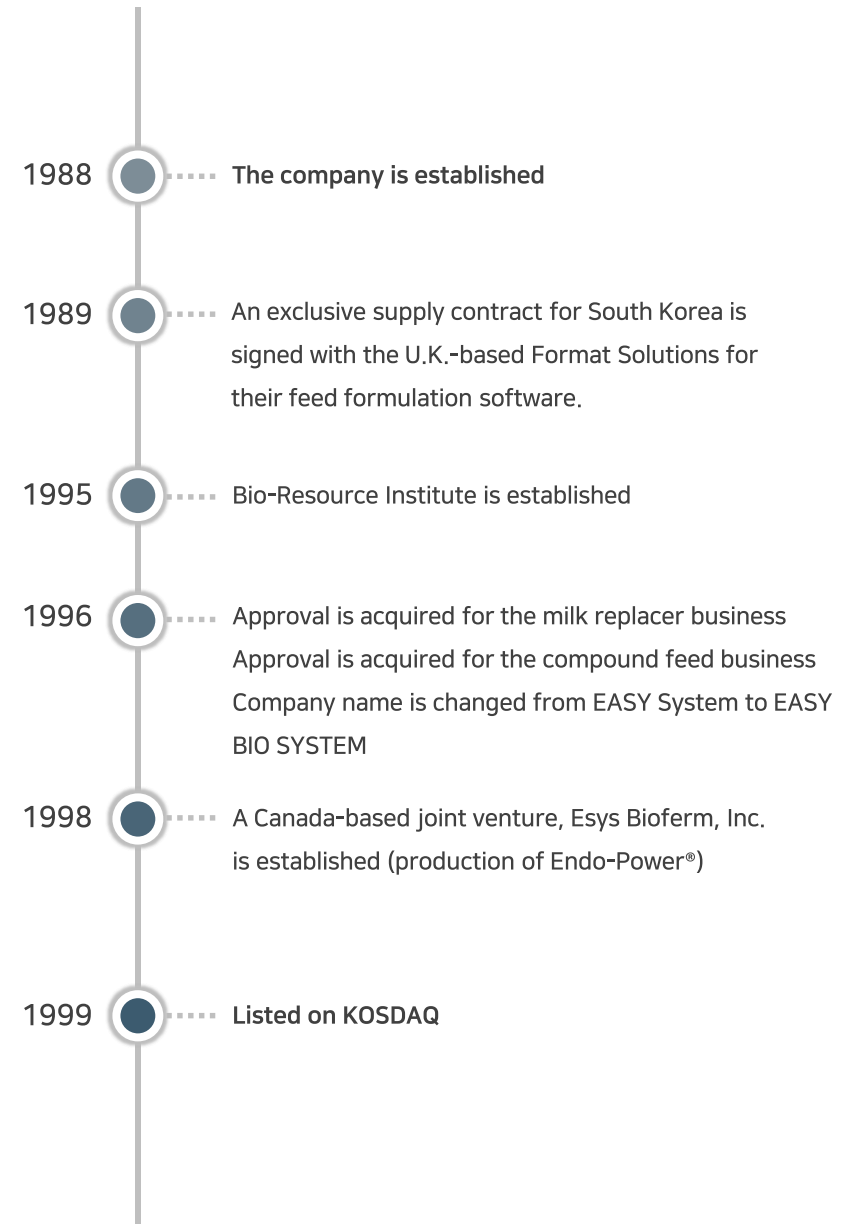 1988 The company is established
1989 An exclusive supply contract for South Korea is
signed with the U.K.-based Format Solutions for
their feed formulation software.
1995 Bio-Resource Institute is established
1996 Approval is acquired for the milk replacer business
Approval is acquired for the compound feed business
Company name is changed from EASY System to EASY
BIO SYSTEM
1998 A Canada-based joint venture, Esys Bioferm, Inc.
is established (production of Endo-Power®)
1999 Listed on KOSDAQ